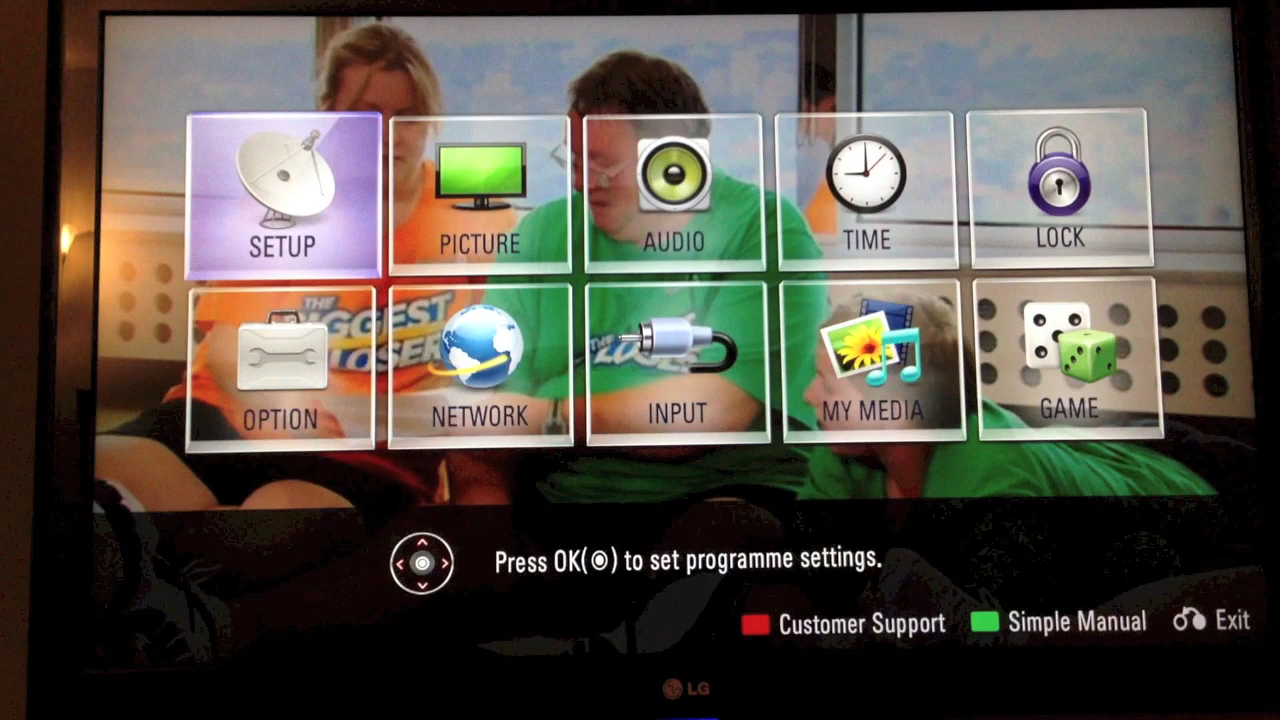 SETUP
PICTURE
AUDIO
TIME
LOCK
THE
BIGGEST
LOSER
THE
OPTION
NETWORK
INPUT
MY MEDIA
GAME
Press OK(◉) to set programme settings.
Customer Support
Simple Manual
Exit
LG